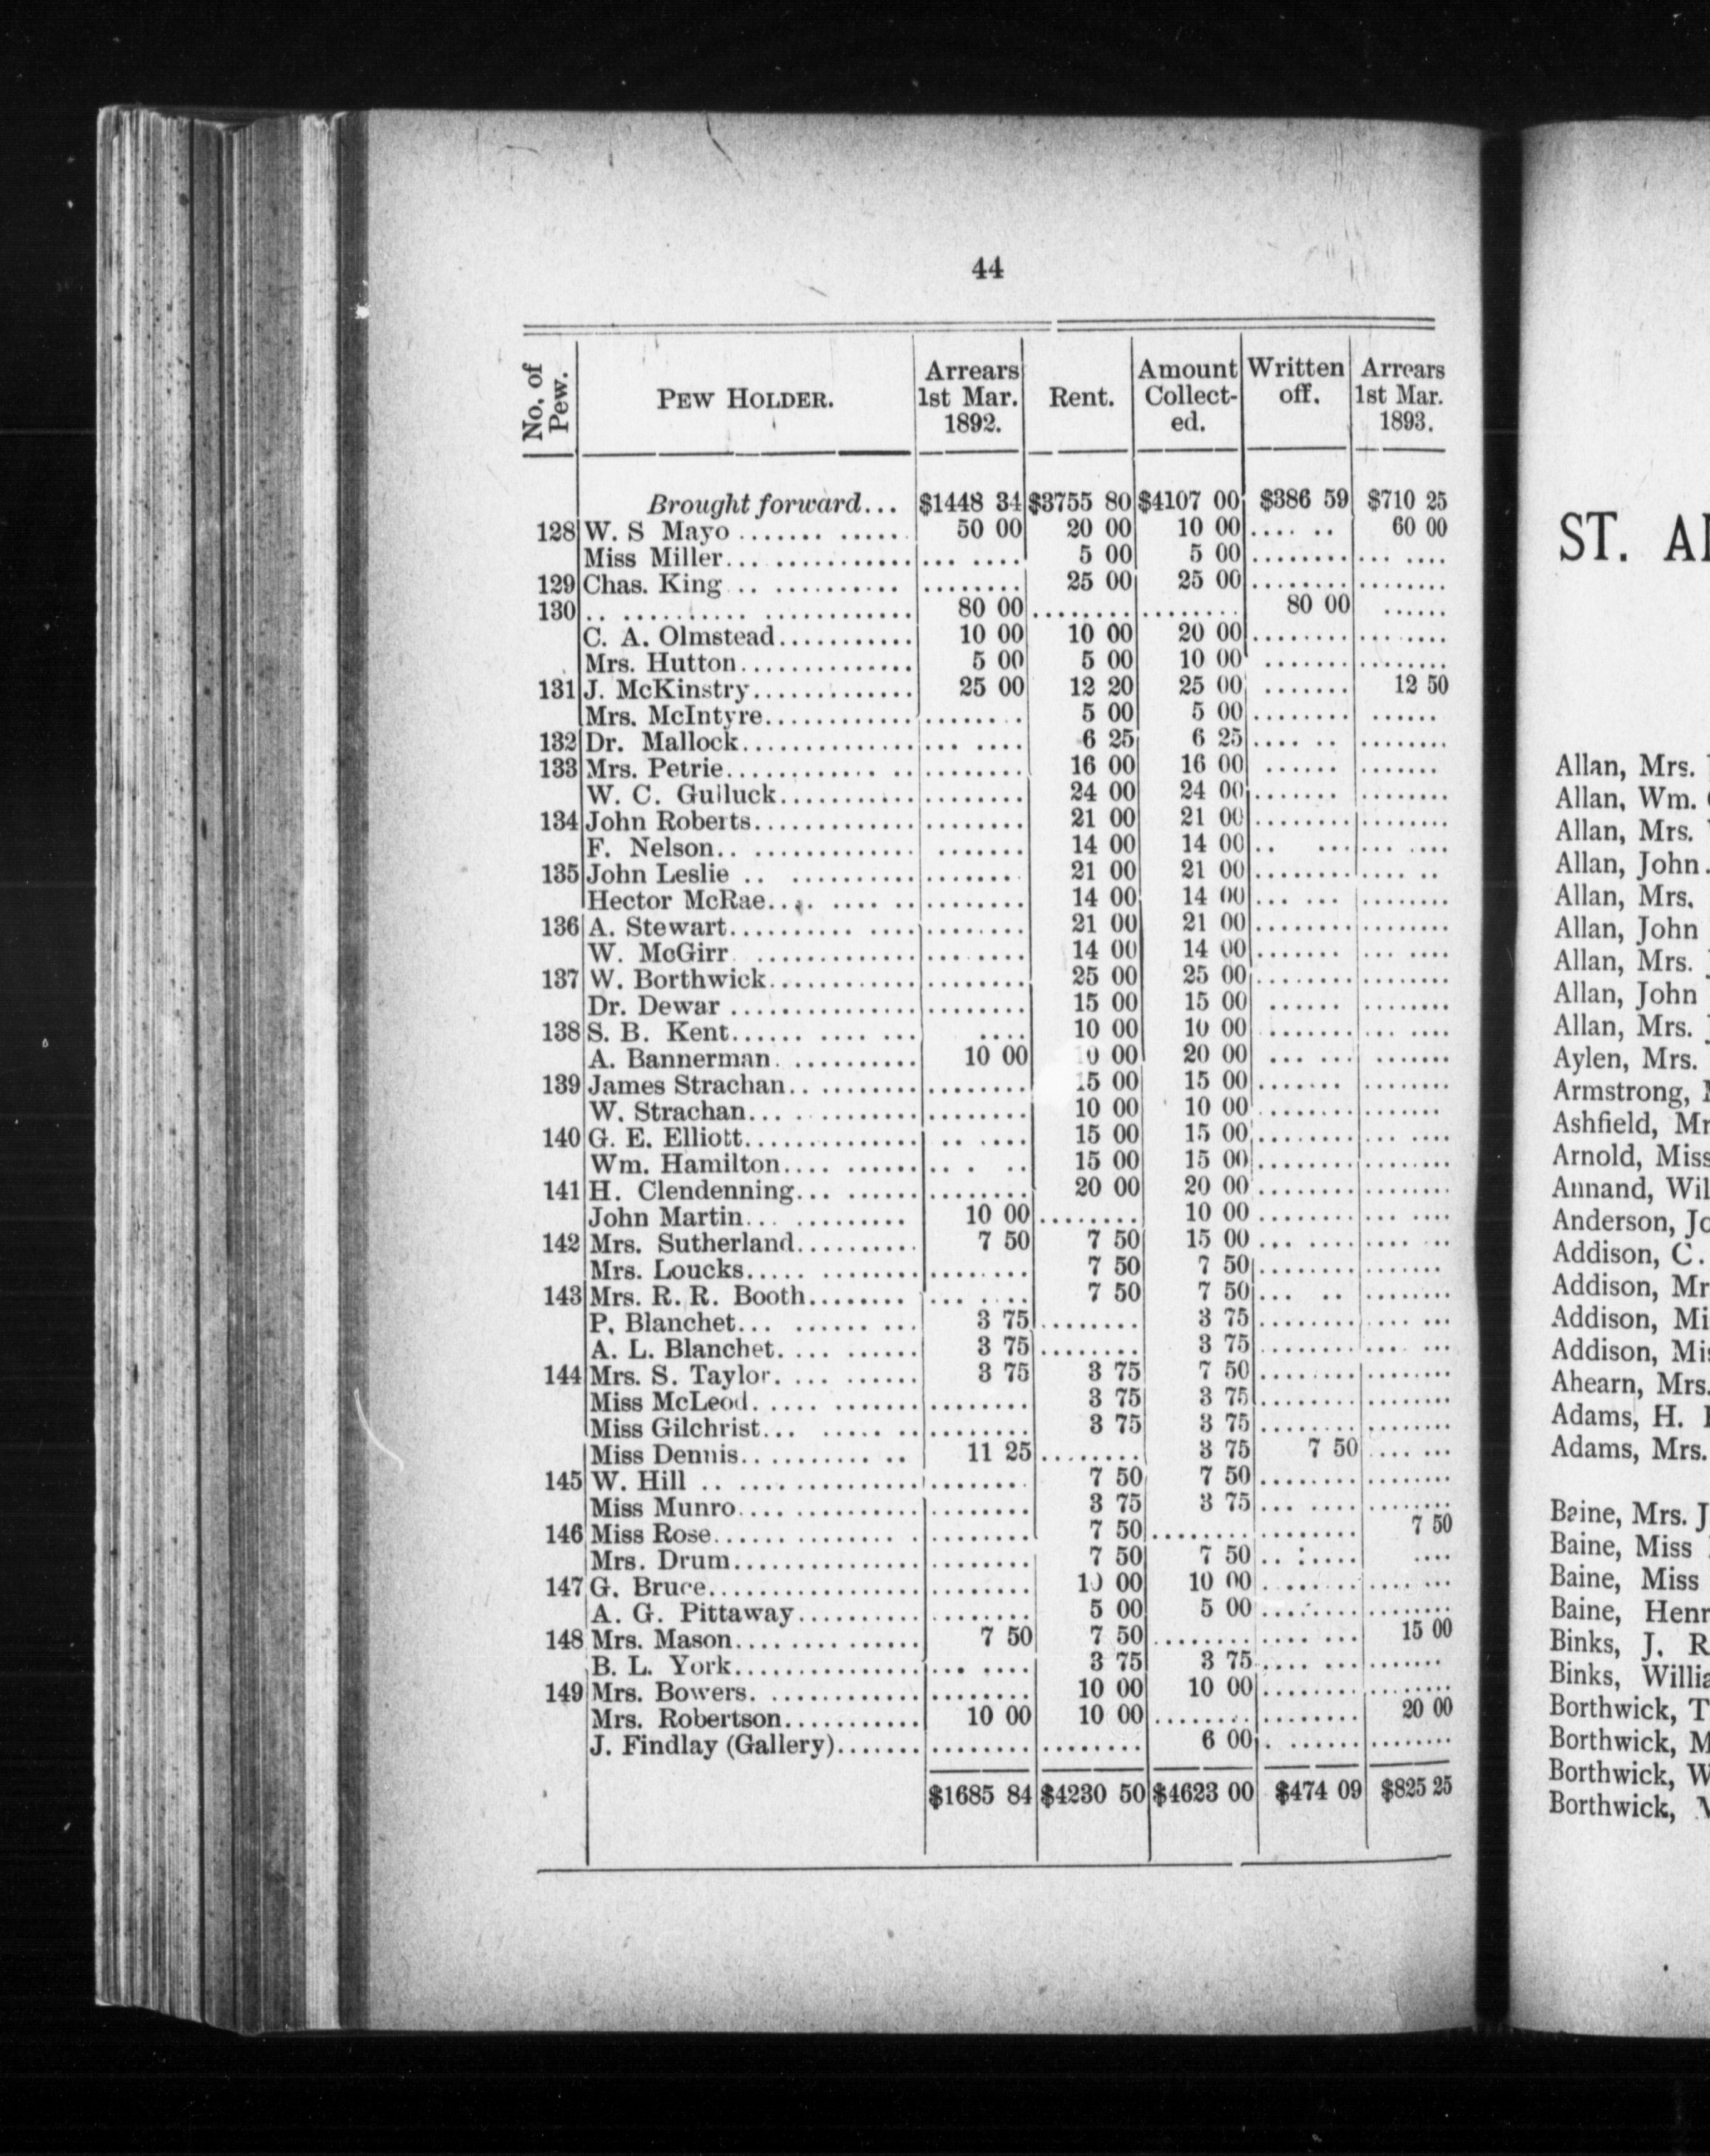 44
No. of Pew.
PEW HOLDER.
Arrears 1st Mar. 1892.
Rent.
Amount Collect-ed.
Written off.
Arrears 1st Mar. 1893.
Brought forward... $1448 34 $3755 80 $4107 00 $386 59 $710 25
128 W. S Mayo 50 00 20 00 10 00 60 00
Miss Miller 5 00 5 00
129 Chas. King 25 00 25 00
130 80 00 80 00
C. A. Olmstead 10 00 10 00 20 00
Mrs. Hutton 5 00 5 00 10 00
131 J. McKinstry 25 00 12 20 25 00 12 50
Mrs. McIntyre 5 00 5 00
132 Dr. Mallock 6 25 6 25
133 Mrs. Petrie 16 00 16 00
W. C. Gulluck 24 00 24 00
134 John Roberts 21 00 21 00
F. Nelson 14 00 14 00
135 John Leslie 21 00 21 00
Hector McRae 14 00 14 00
136 A. Stewart 21 00 21 00
W. McGirr 14 00 14 00
137 W. Borthwick 25 00 25 00
Dr. Dewar 15 00 15 00
138 S. B. Kent 10 00 10 00
A. Bannerman 10 00 10 00 20 00
139 James Strachan 15 00 15 00
W. Strachan 10 00 10 00
140 G. E. Elliott 15 00 15 00
Wm. Hamilton 15 00 15 00
141 H. Clendenning 20 00 20 00
John Martin 10 00 10 00
142 Mrs. Sutherland 7 50 7 50 15 00
Mrs. Loucks 7 50 7 50
143 Mrs. R. R. Booth 7 50 7 50
P. Blanchet 3 75 3 75
A. L. Blanchet 3 75 3 75
144 Mrs. S. Taylor 3 75 3 75 7 50
Miss McLeod 3 75 3 75
Miss Gilchrist 3 75 3 75
Miss Dennis 11 25 3 75 7 50
145 W. Hill 7 50 7 50
Miss Munro 3 75 3 75
146 Miss Rose 7 50 7 50
Mrs. Drum 7 50 7 50
147 G. Bruce 10 00 10 00
A. G. Pittaway 5 00 5 00
148 Mrs. Mason 7 50 7 50 15 00
B. L. York 3 75 3 75
149 Mrs. Bowers 10 00 10 00
Mrs. Robertson 10 00 10 00 20 00
J. Findlay (Gallery) 6 00
$1685 84 $4230 50 $4623 00 $474 09 $825 25
ST.
Allan, Mrs.
Allan, Wm.
Allan, Mrs.
Allan, John
Allan, Mrs.
Allan, John
Allan, Mrs.
Allan, John
Allan, Mrs.
Aylen, Mrs.
Armstrong,
Ashfield,
Arnold, Miss
Annand,
Anderson,
Addison, C.
Addison,
Addison,
Addison,
Ahearn, Mrs.
Adams, H.
Adams, Mrs.
Baine, Mrs.
Baine, Miss
Baine, Miss
Baine,
Binks, J.
Binks,
Borthwick,
Borthwick,
Borthwick,
Borthwick,